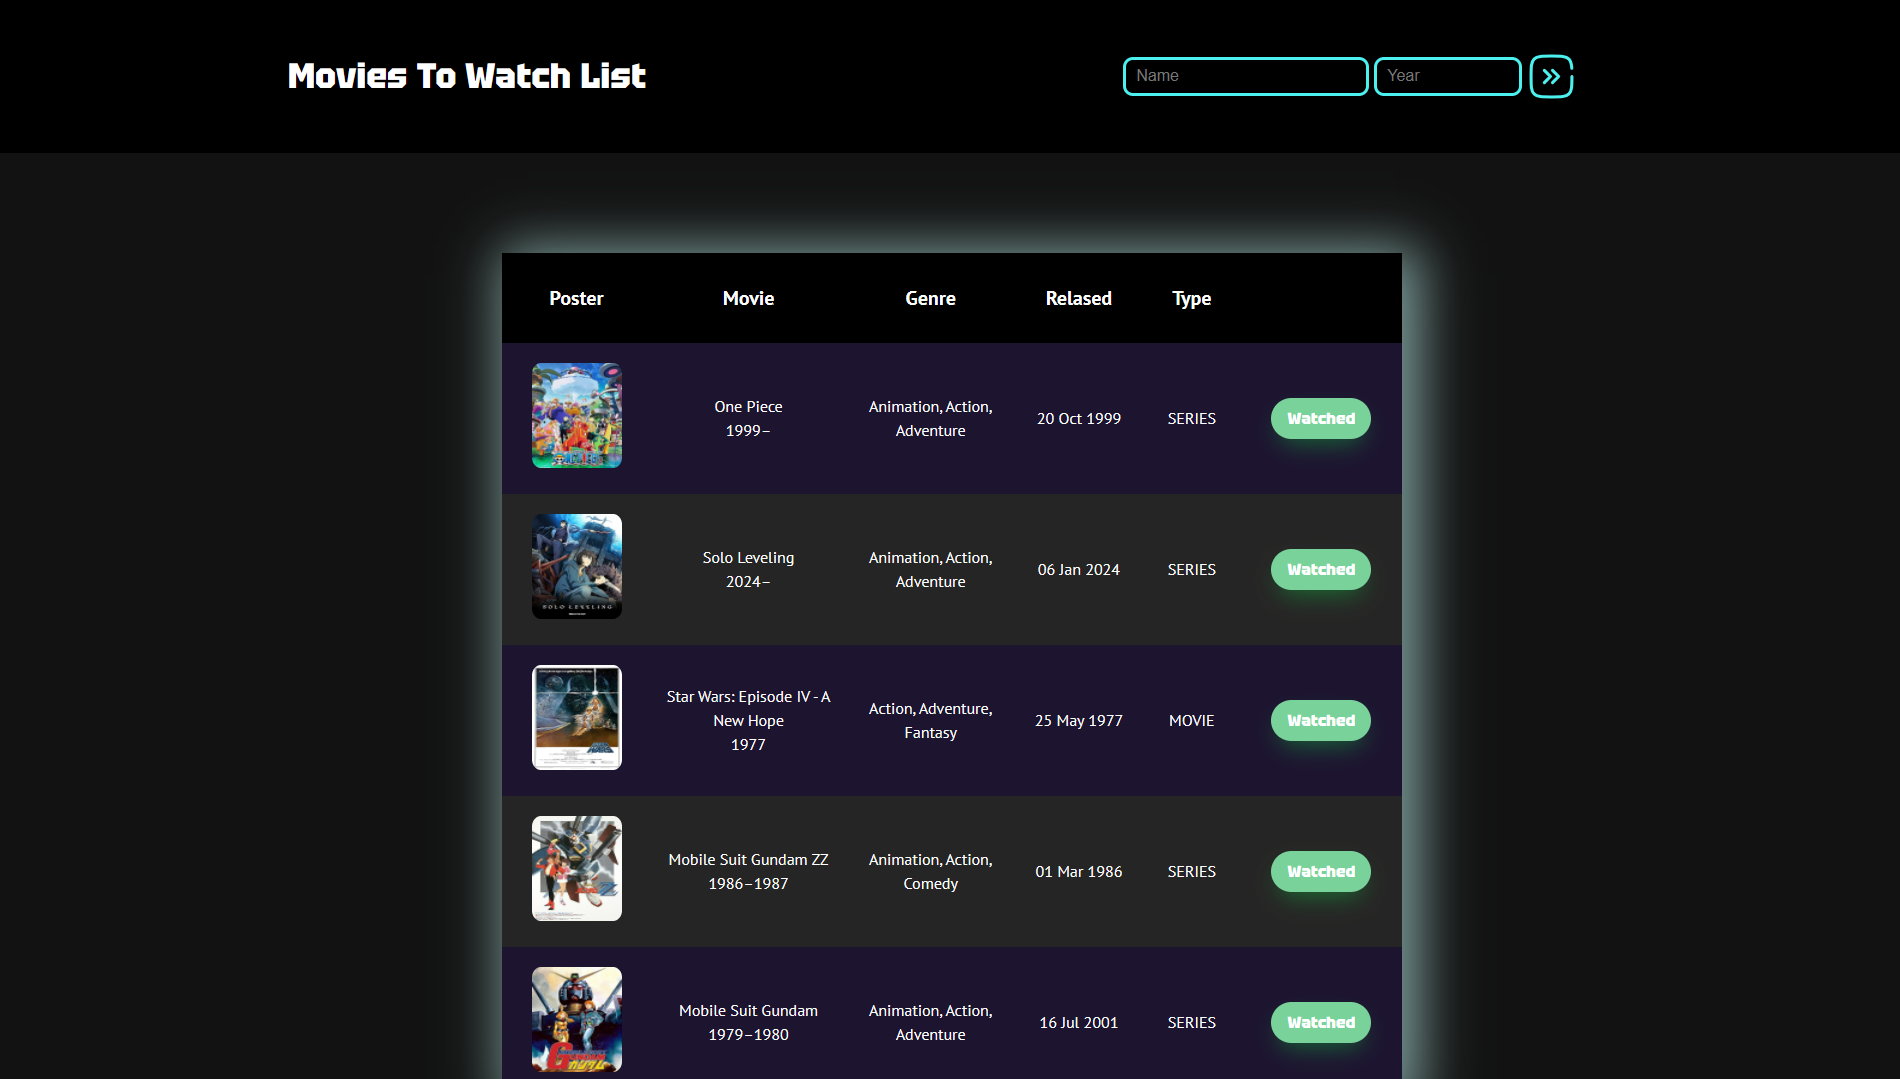 Movies To Watch List
Name
Year
Poster
Movie
Genre
Relased
Type
One Piece
1999–
Animation, Action,
Adventure
20 Oct 1999
SERIES
Watched
SOLO LEVELING
Solo Leveling
2024–
Animation, Action,
Adventure
06 Jan 2024
SERIES
Watched
Star Wars: Episode IV - A
New Hope
1977
Action, Adventure,
Fantasy
25 May 1977
MOVIE
Watched
Mobile Suit Gundam ZZ
1986–1987
Animation, Action,
Comedy
01 Mar 1986
SERIES
Watched
Mobile Suit Gundam
1979–1980
Animation, Action,
Adventure
16 Jul 2001
SERIES
Watched